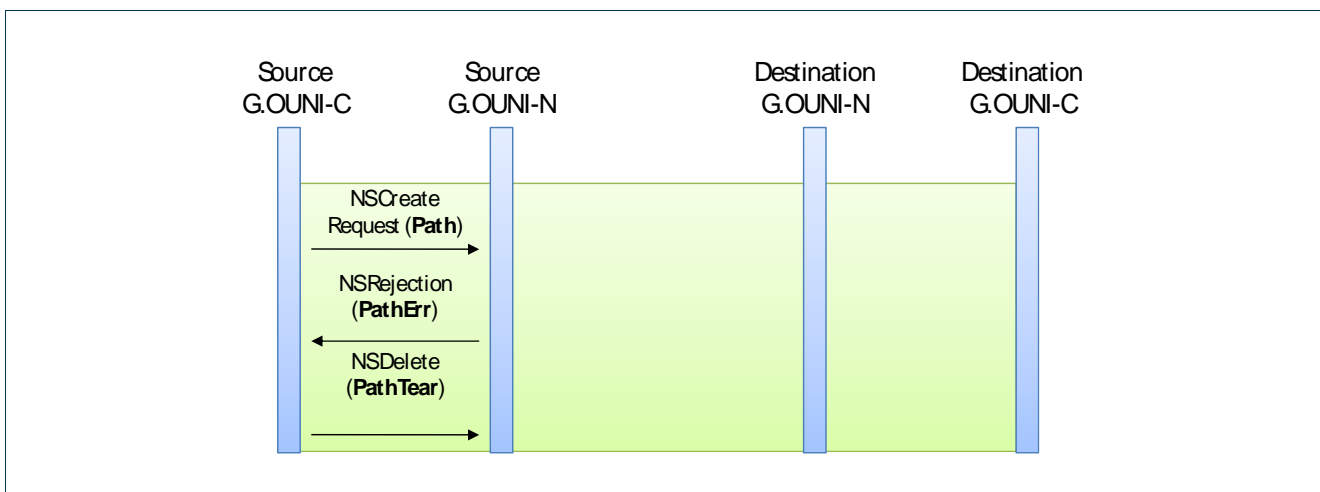 Source
G.OUNI-C
Source
G.OUNI-N
Destination
G.OUNI-N
Destination
G.OUNI-C
NSCreate
Request (Path)
NSRejection
(PathErr)
NSDelete
(PathTear)